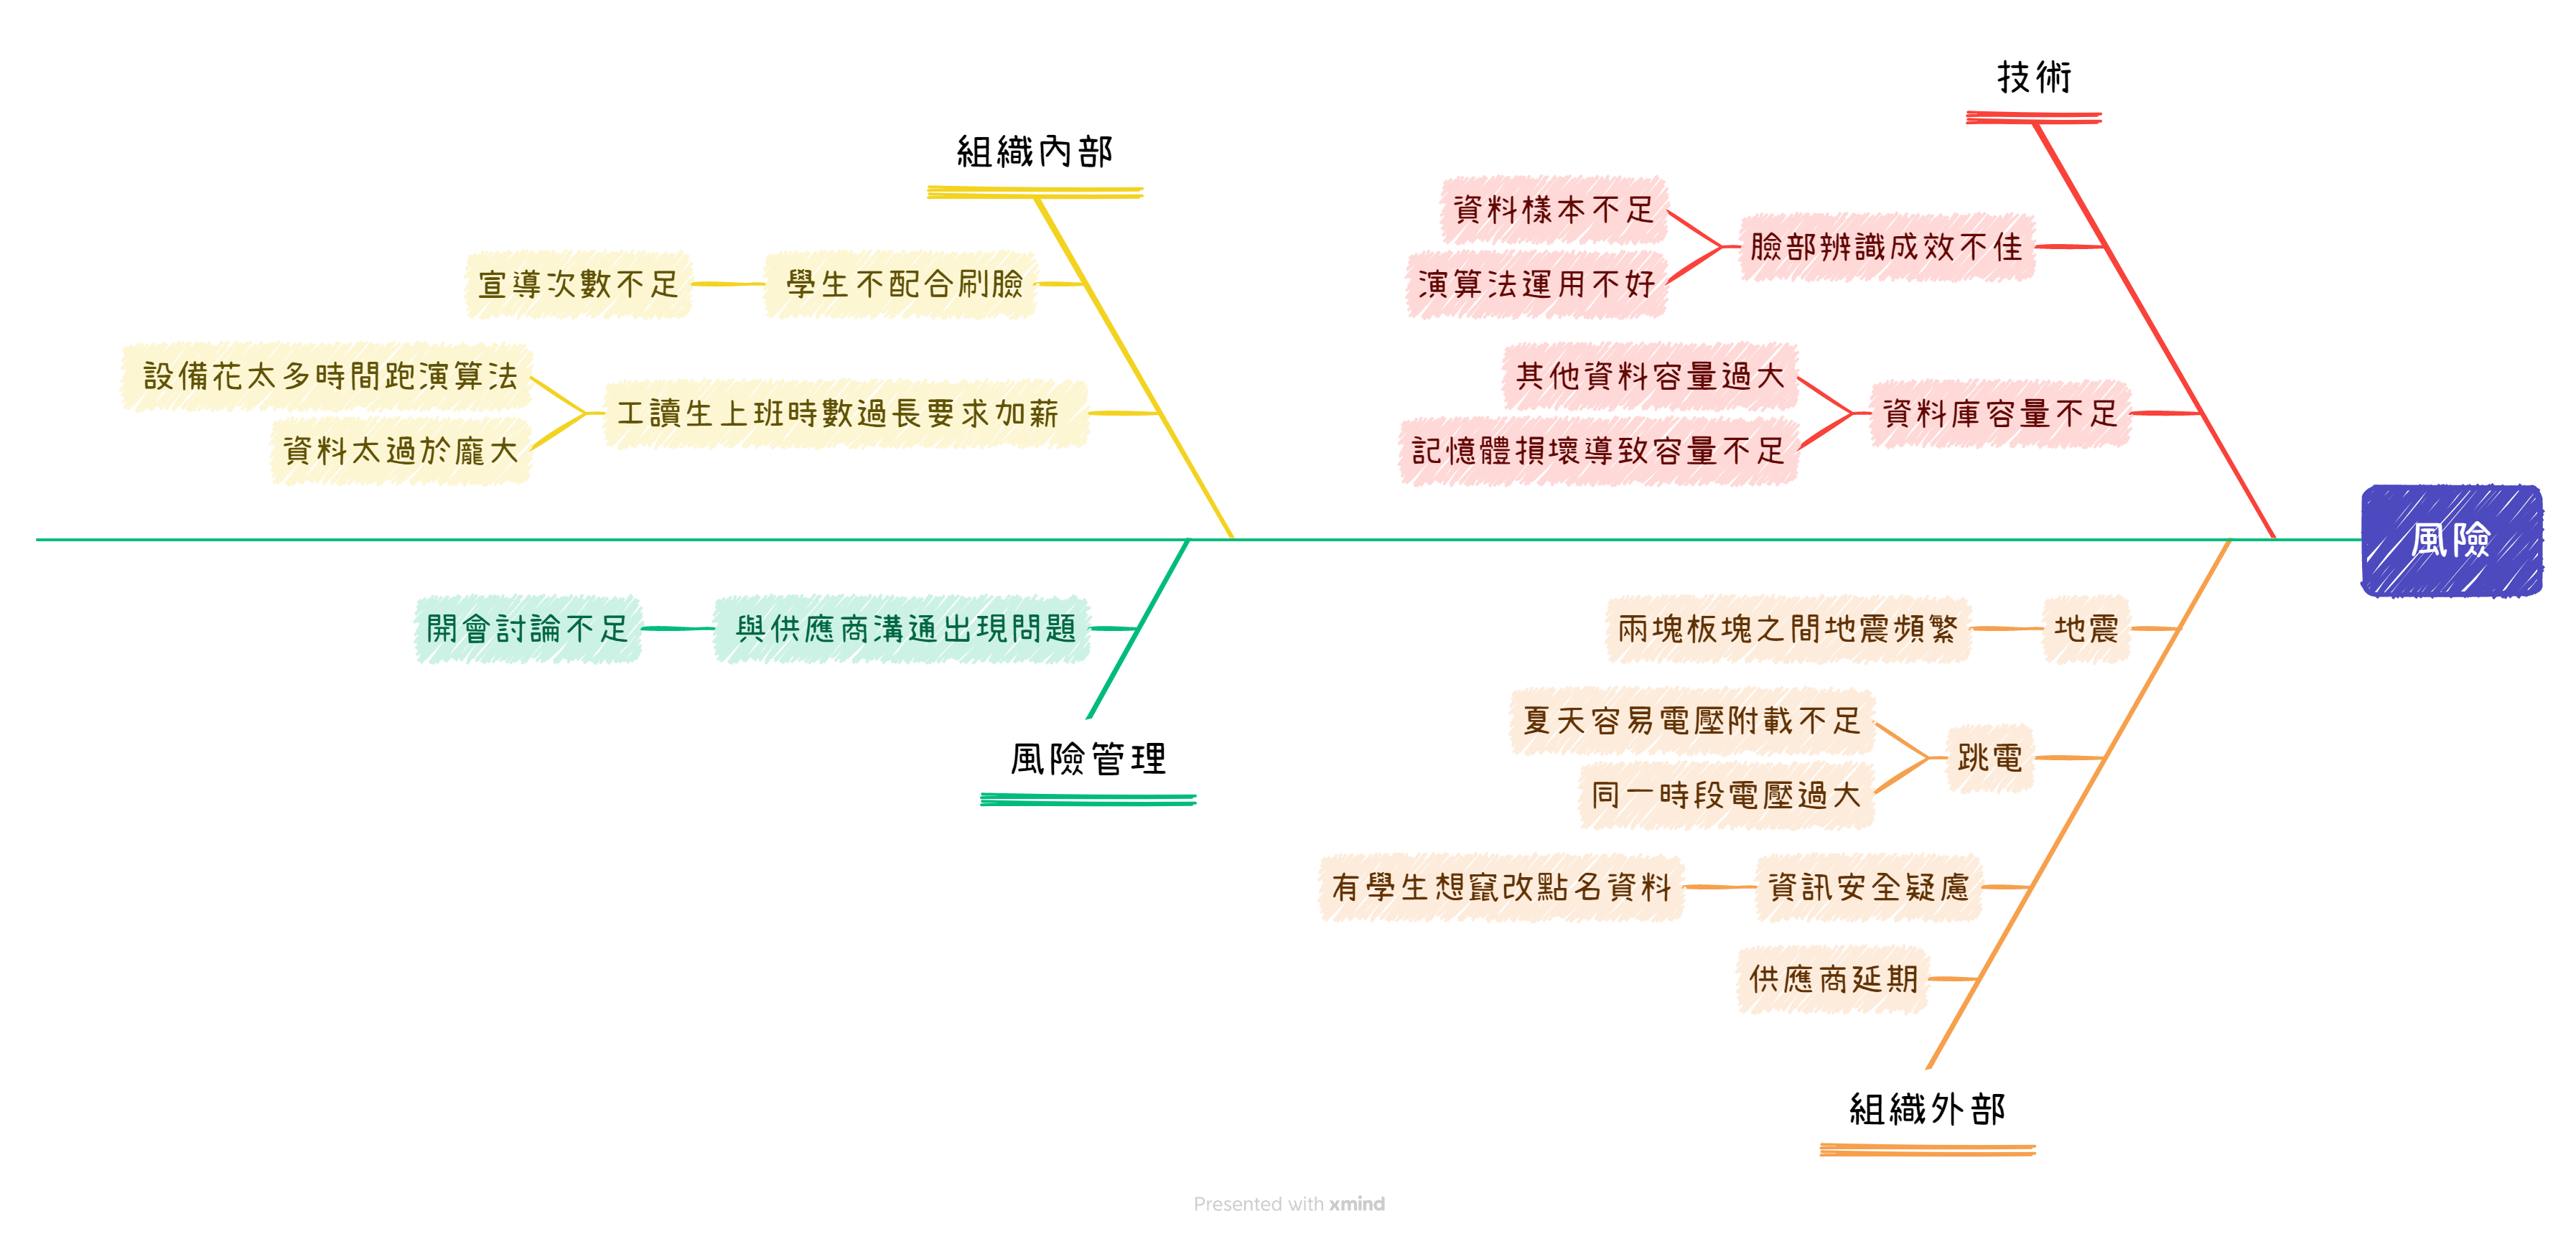 技術
組織內部
資料樣本不足
臉部辨識成效不佳
演算法運用不好
宣導次數不足
學生不配合刷臉
其他資料容量過大
資料庫容量不足
記憶體損壞導致容量不足
設備花太多時間跑演算法
工讀生上班時數過長要求加薪
資料太過於龐大
風險
開會討論不足
與供應商溝通出現問題
風險管理
兩塊板塊之間地震頻繁
地震
夏天容易電壓附載不足
跳電
同一時段電壓過大
有學生想竄改點名資料
資訊安全疑慮
供應商延期
組織外部
Presented with xmind